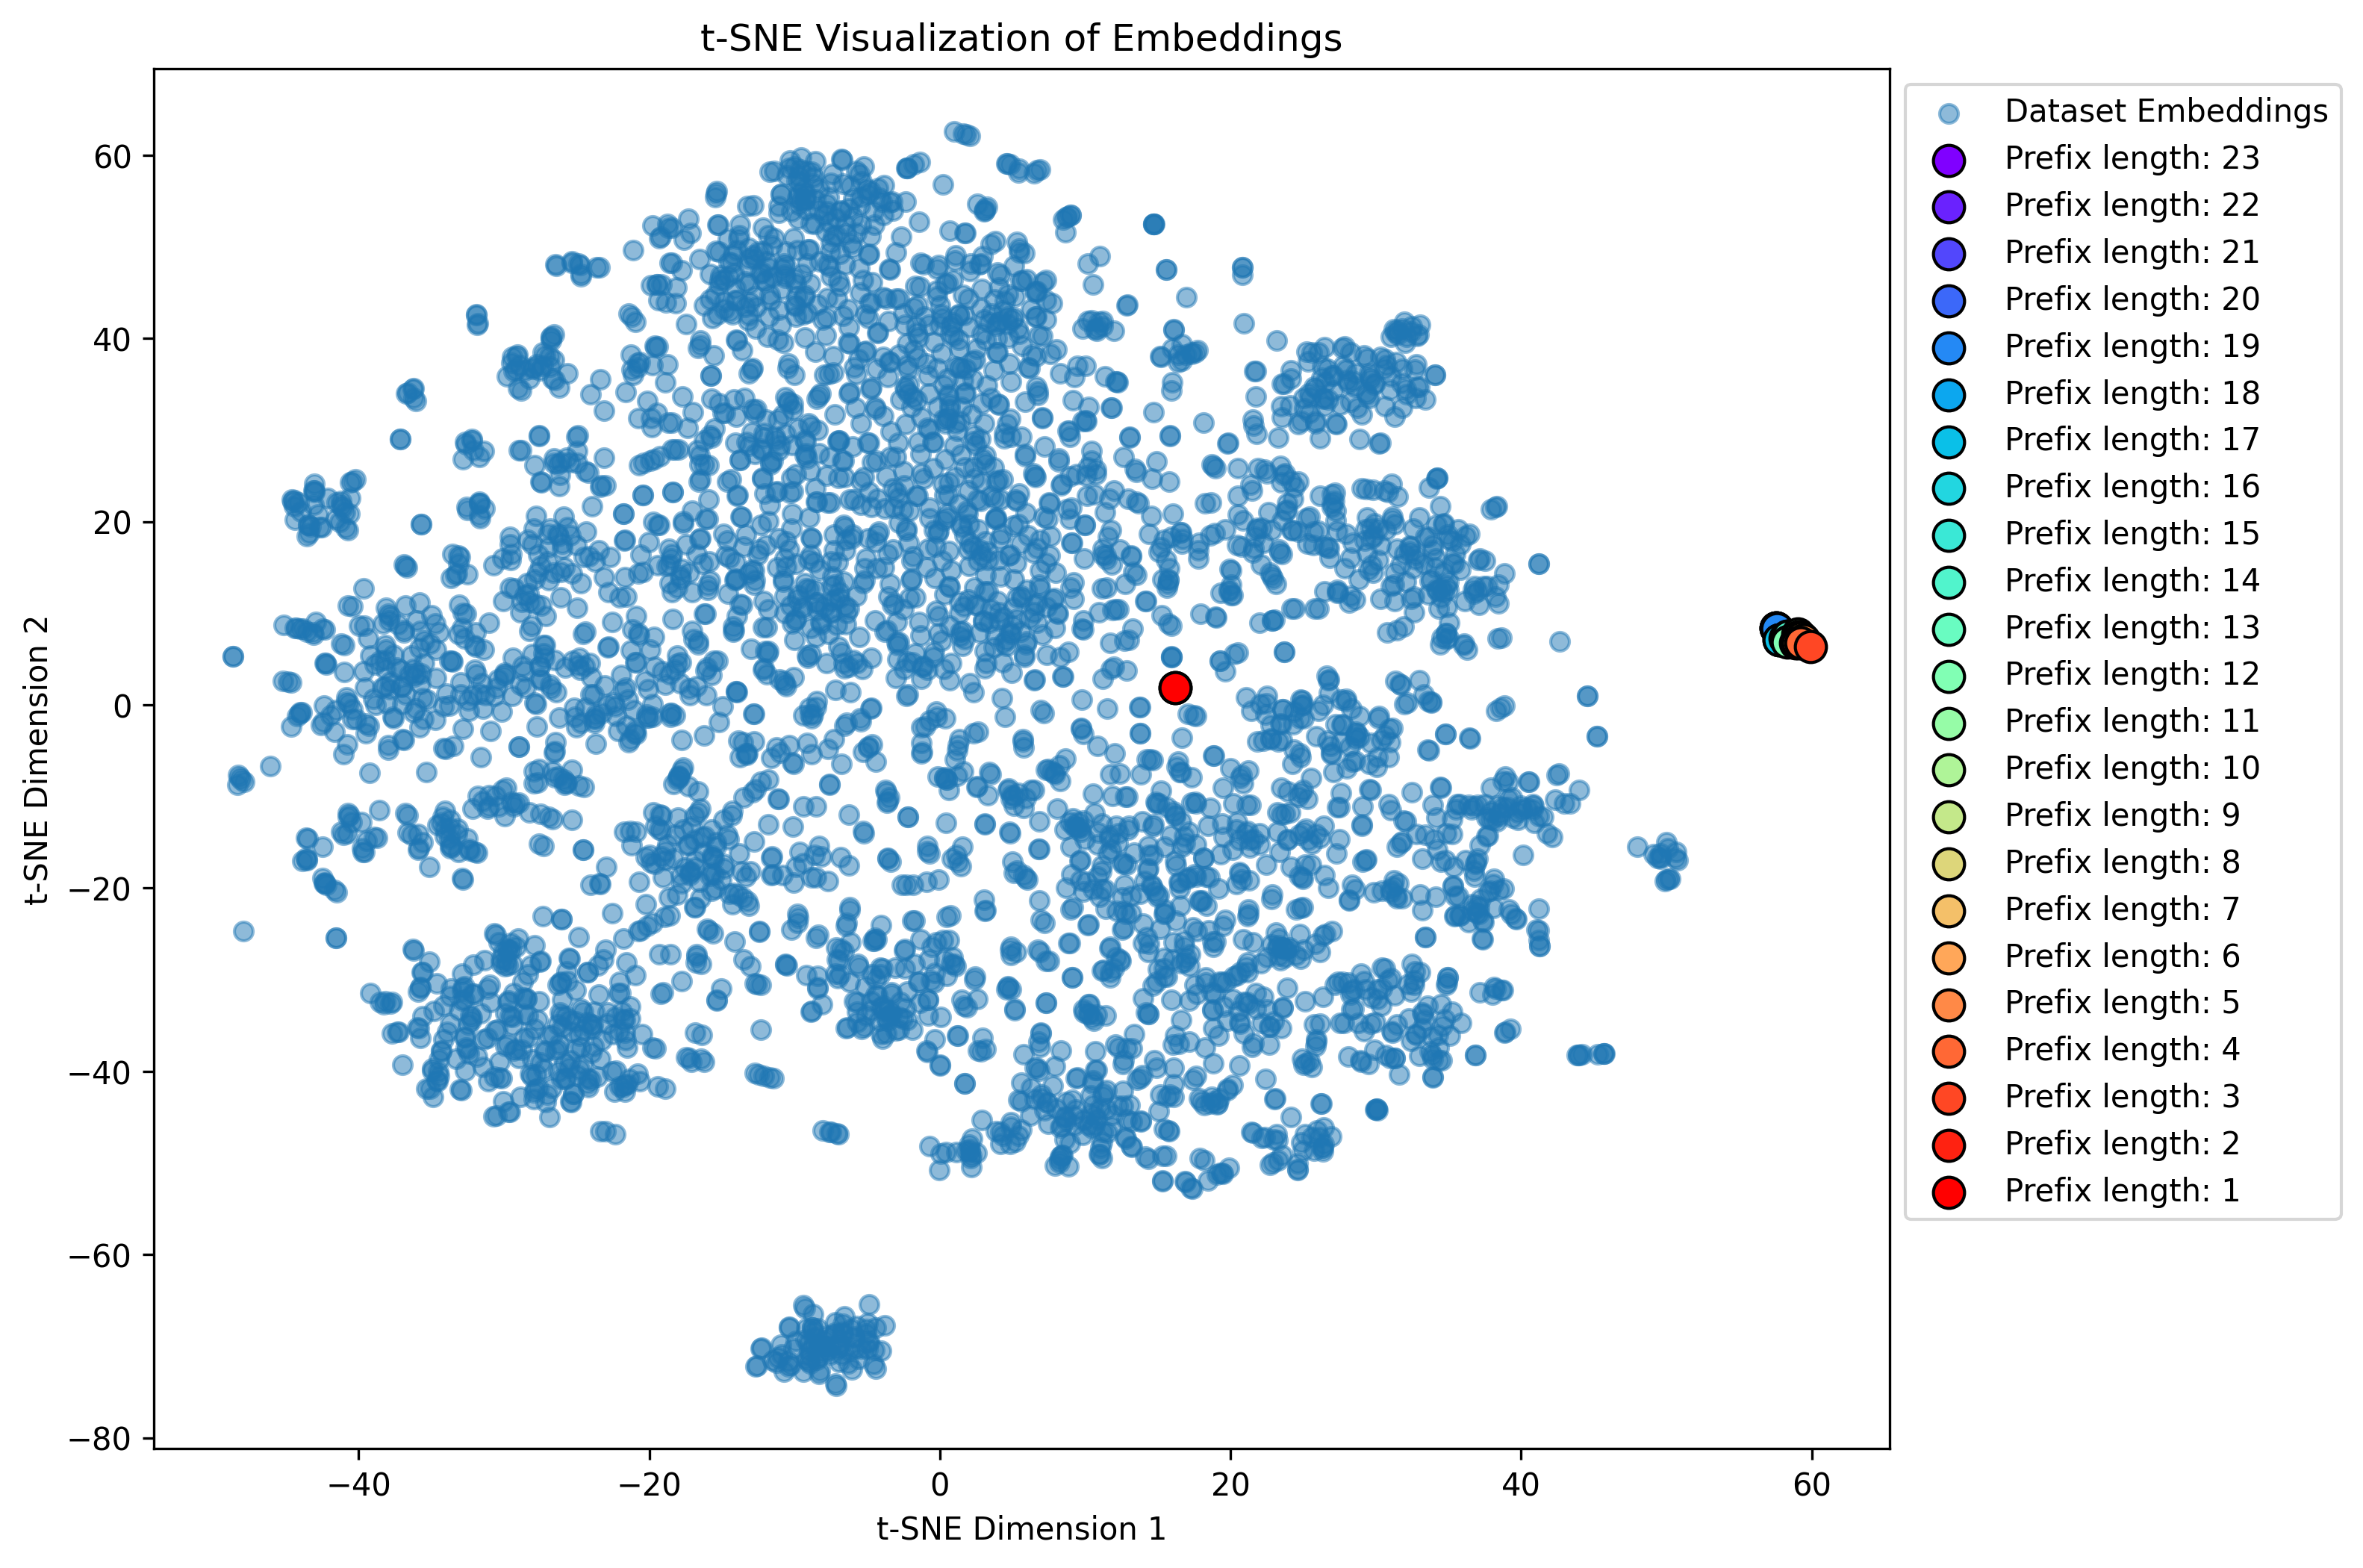 t-SNE Visualization of Embeddings
60
40
20
0
−20
−40
−60
−80
t-SNE Dimension 2
−40
−20
0
20
40
60
t-SNE Dimension 1
Dataset Embeddings
Prefix length: 23
Prefix length: 22
Prefix length: 21
Prefix length: 20
Prefix length: 19
Prefix length: 18
Prefix length: 17
Prefix length: 16
Prefix length: 15
Prefix length: 14
Prefix length: 13
Prefix length: 12
Prefix length: 11
Prefix length: 10
Prefix length: 9
Prefix length: 8
Prefix length: 7
Prefix length: 6
Prefix length: 5
Prefix length: 4
Prefix length: 3
Prefix length: 2
Prefix length: 1